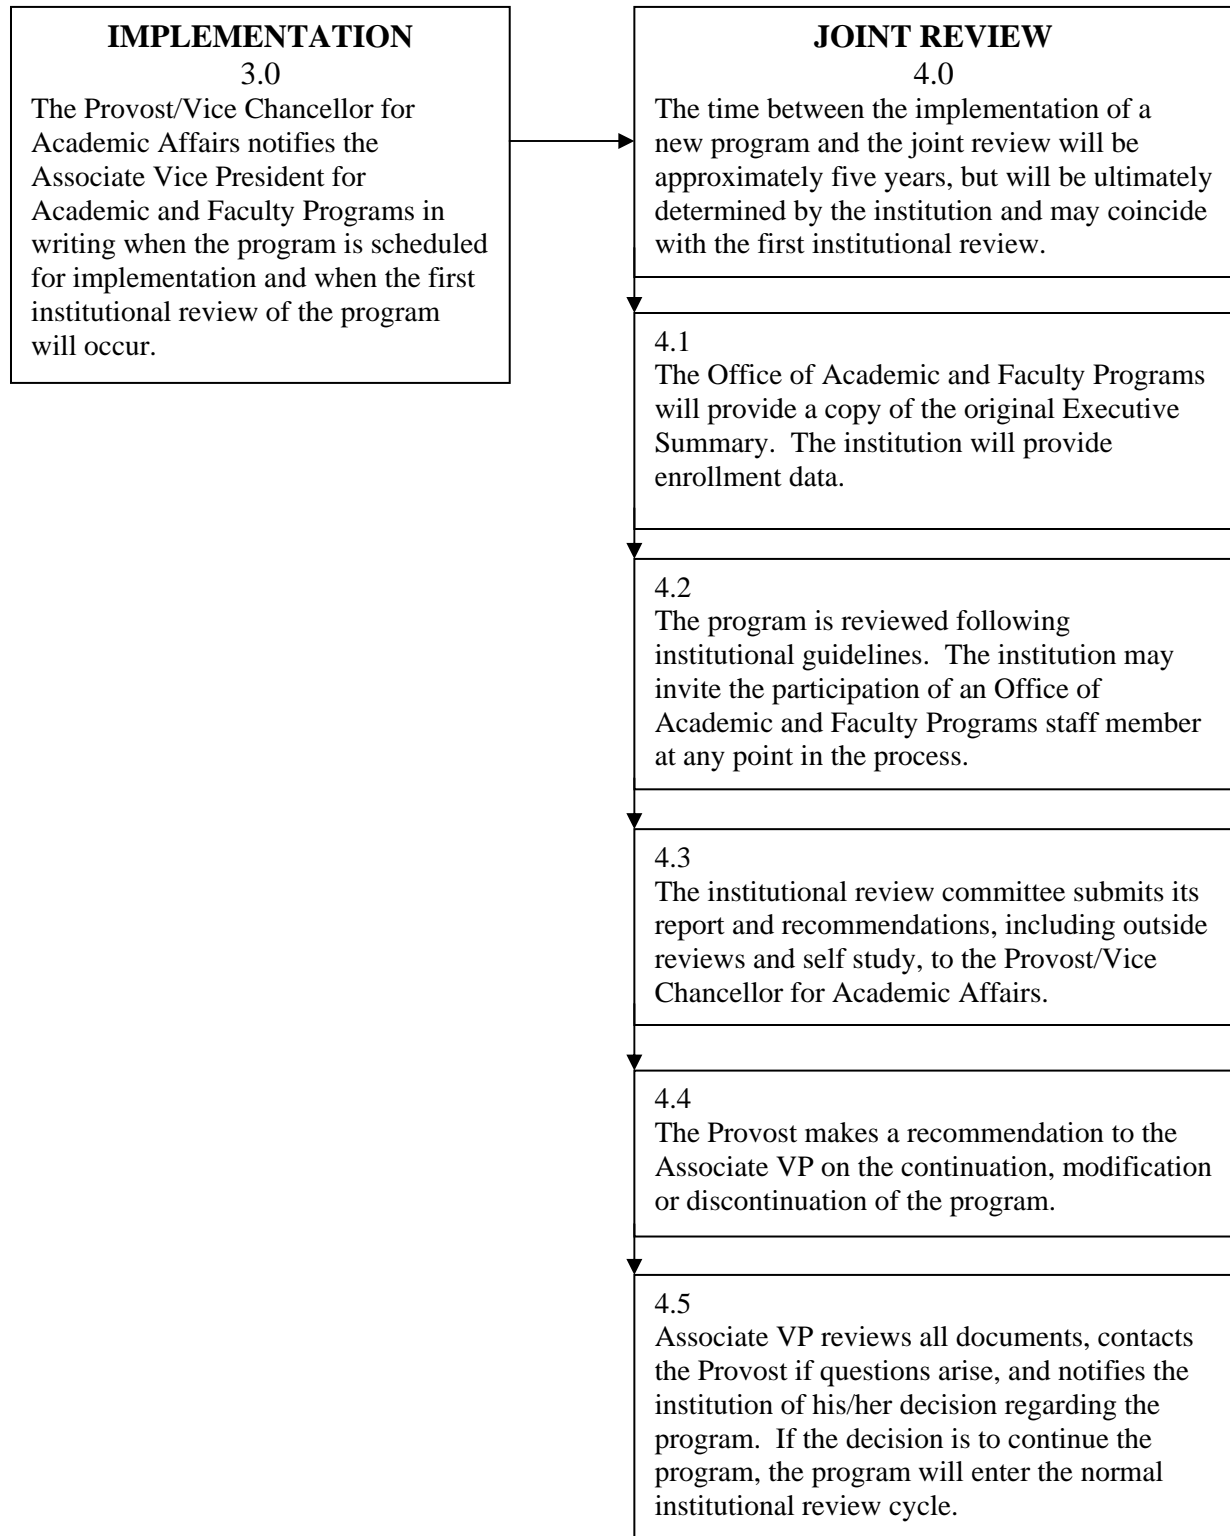 IMPLEMENTATION
3.0
The Provost/Vice Chancellor for
Academic Affairs notifies the
Associate Vice President for
Academic and Faculty Programs in
writing when the program is scheduled
for implementation and when the first
institutional review of the program
will occur.
JOINT REVIEW
4.0
The time between the implementation of a
new program and the joint review will be
approximately five years, but will be ultimately
determined by the institution and may coincide
with the first institutional review.
4.1
The Office of Academic and Faculty Programs
will provide a copy of the original Executive
Summary.  The institution will provide
enrollment data.
4.2
The program is reviewed following
institutional guidelines.  The institution may
invite the participation of an Office of
Academic and Faculty Programs staff member
at any point in the process.
4.3
The institutional review committee submits its
report and recommendations, including outside
reviews and self study, to the Provost/Vice
Chancellor for Academic Affairs.
4.4
The Provost makes a recommendation to the
Associate VP on the continuation, modification
or discontinuation of the program.
4.5
Associate VP reviews all documents, contacts
the Provost if questions arise, and notifies the
institution of his/her decision regarding the
program.  If the decision is to continue the
program, the program will enter the normal
institutional review cycle.